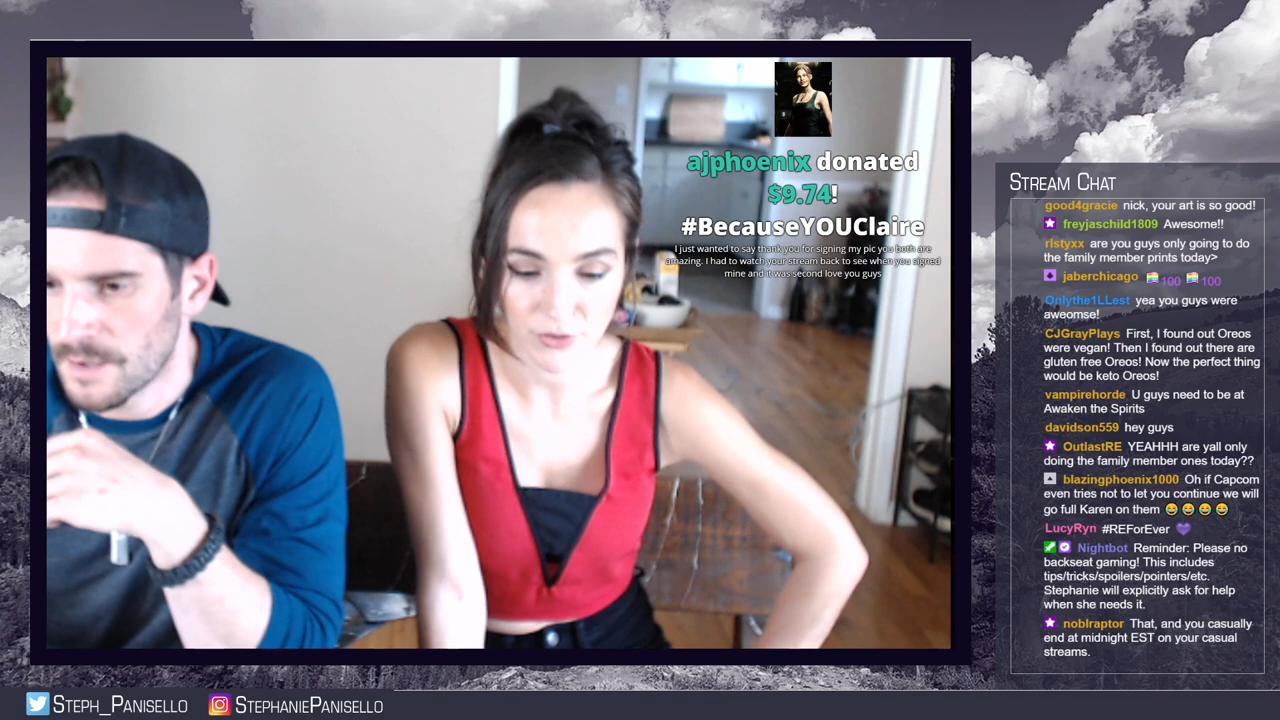 ajphoenix donated
$9.74!
#BecauseYOUClaire
I just wanted to say thank you for signing my pic you both are
amazing. I had to watch your stream back to see when you signed
mine and it was second love you guys
STREAM CHAT
good4gracie nick, your art is so good!
freyjaschild1809 Awesome!!
rlstyxx are you guys only going to do
the family member prints today>
jaberchicago 100 100
Onlythe1LLest yea you guys were
aweomse!
CJGrayPlays First, I found out Oreos
were vegan! Then I found out there are
gluten free Oreos! Now the perfect thing
would be keto Oreos!
vampirehorde U guys need to be at
Awaken the Spirits
davidson559 hey guys
OutlastRE YEAHHH are yall only
doing the family member ones today??
blazingphoenix1000 Oh if Capcom
even tries not to let you continue we will
go full Karen on them 😂 😂 😂 😂
LucyRyn #REForEver 💜
Nightbot Reminder: Please no
backseat gaming! This includes
tips/tricks/spoilers/pointers/etc.
Stephanie will explicitly ask for help
when she needs it.
noblraptor That, and you casually
end at midnight EST on your casual
streams.
STEPH_PANISELLO
STEPHANIEPANISELLO